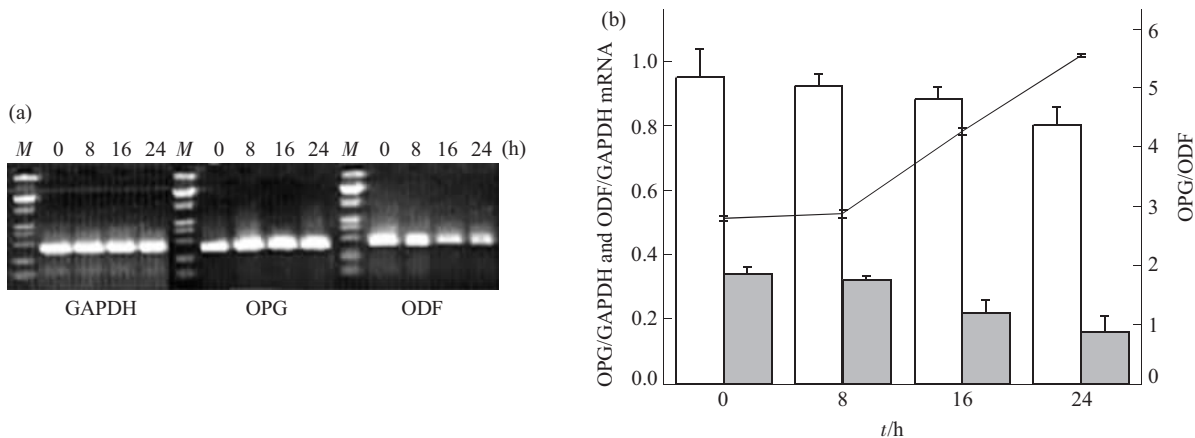 (a)
M 0 8 16 24 M 0 8 16 24 M 0 8 16 24 (h)
GAPDH OPG ODF
(b)
OPG/GAPDH and ODF/GAPDH mRNA
1.0
0.8
0.6
0.4
0.2
0.0
0 8 16 24
t/h
6
5
4
3
2
1
0
OPG/ODF